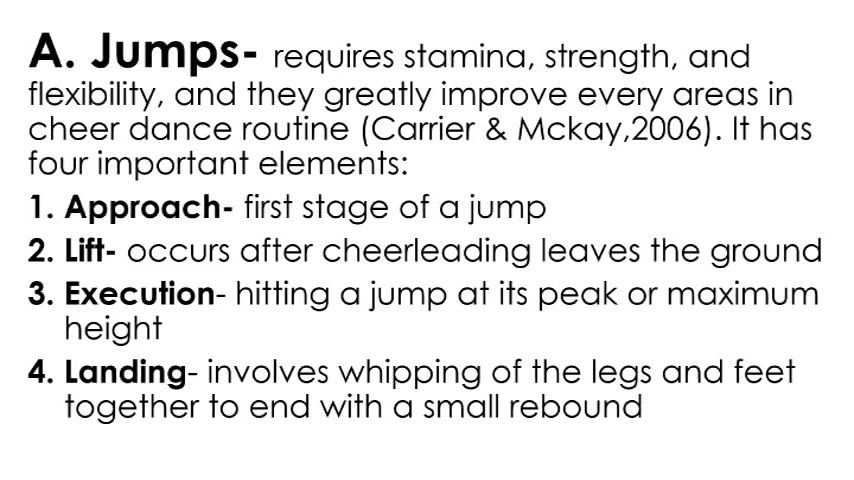 A. Jumps- requires stamina, strength, and
flexibility, and they greatly improve every areas in
cheer dance routine (Carrier & Mckay,2006). It has
four important elements:
1. Approach- first stage of a jump
2. Lift- occurs after cheerleading leaves the ground
3. Execution- hitting a jump at its peak or maximum
height
4. Landing- involves whipping of the legs and feet
together to end with a small rebound